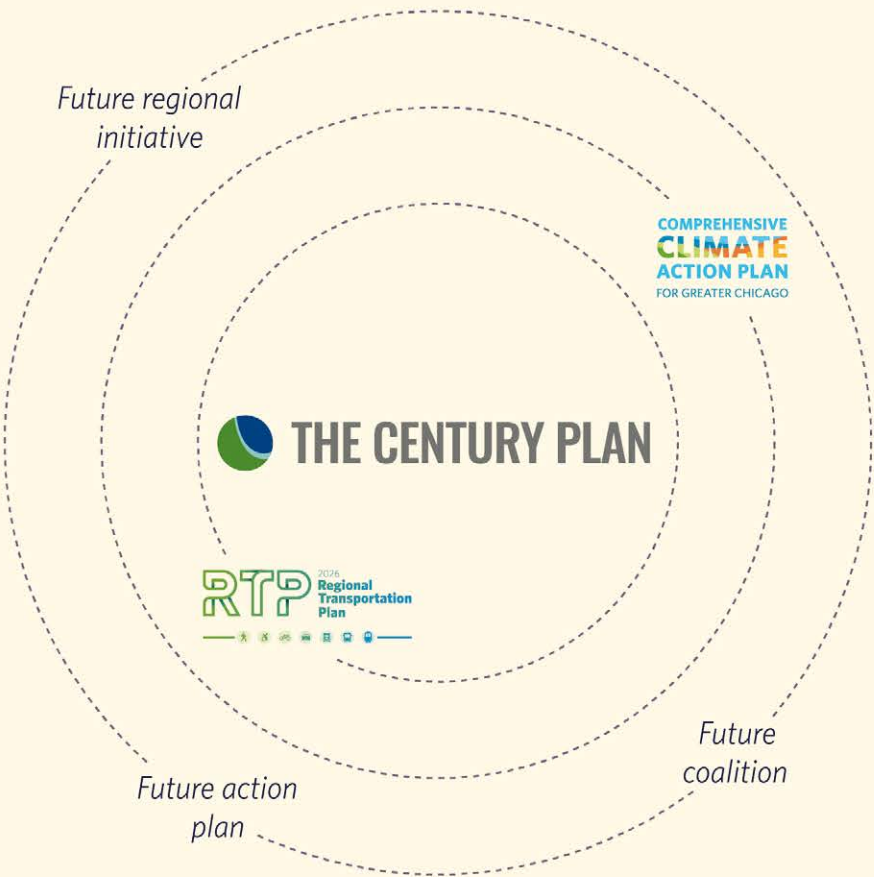 Future regional
initiative
COMPREHENSIVE
CLIMATE
ACTION PLAN
FOR GREATER CHICAGO
THE CENTURY PLAN
RTP
2026
Regional
Transportation
Plan
Future
coalition
Future action
plan